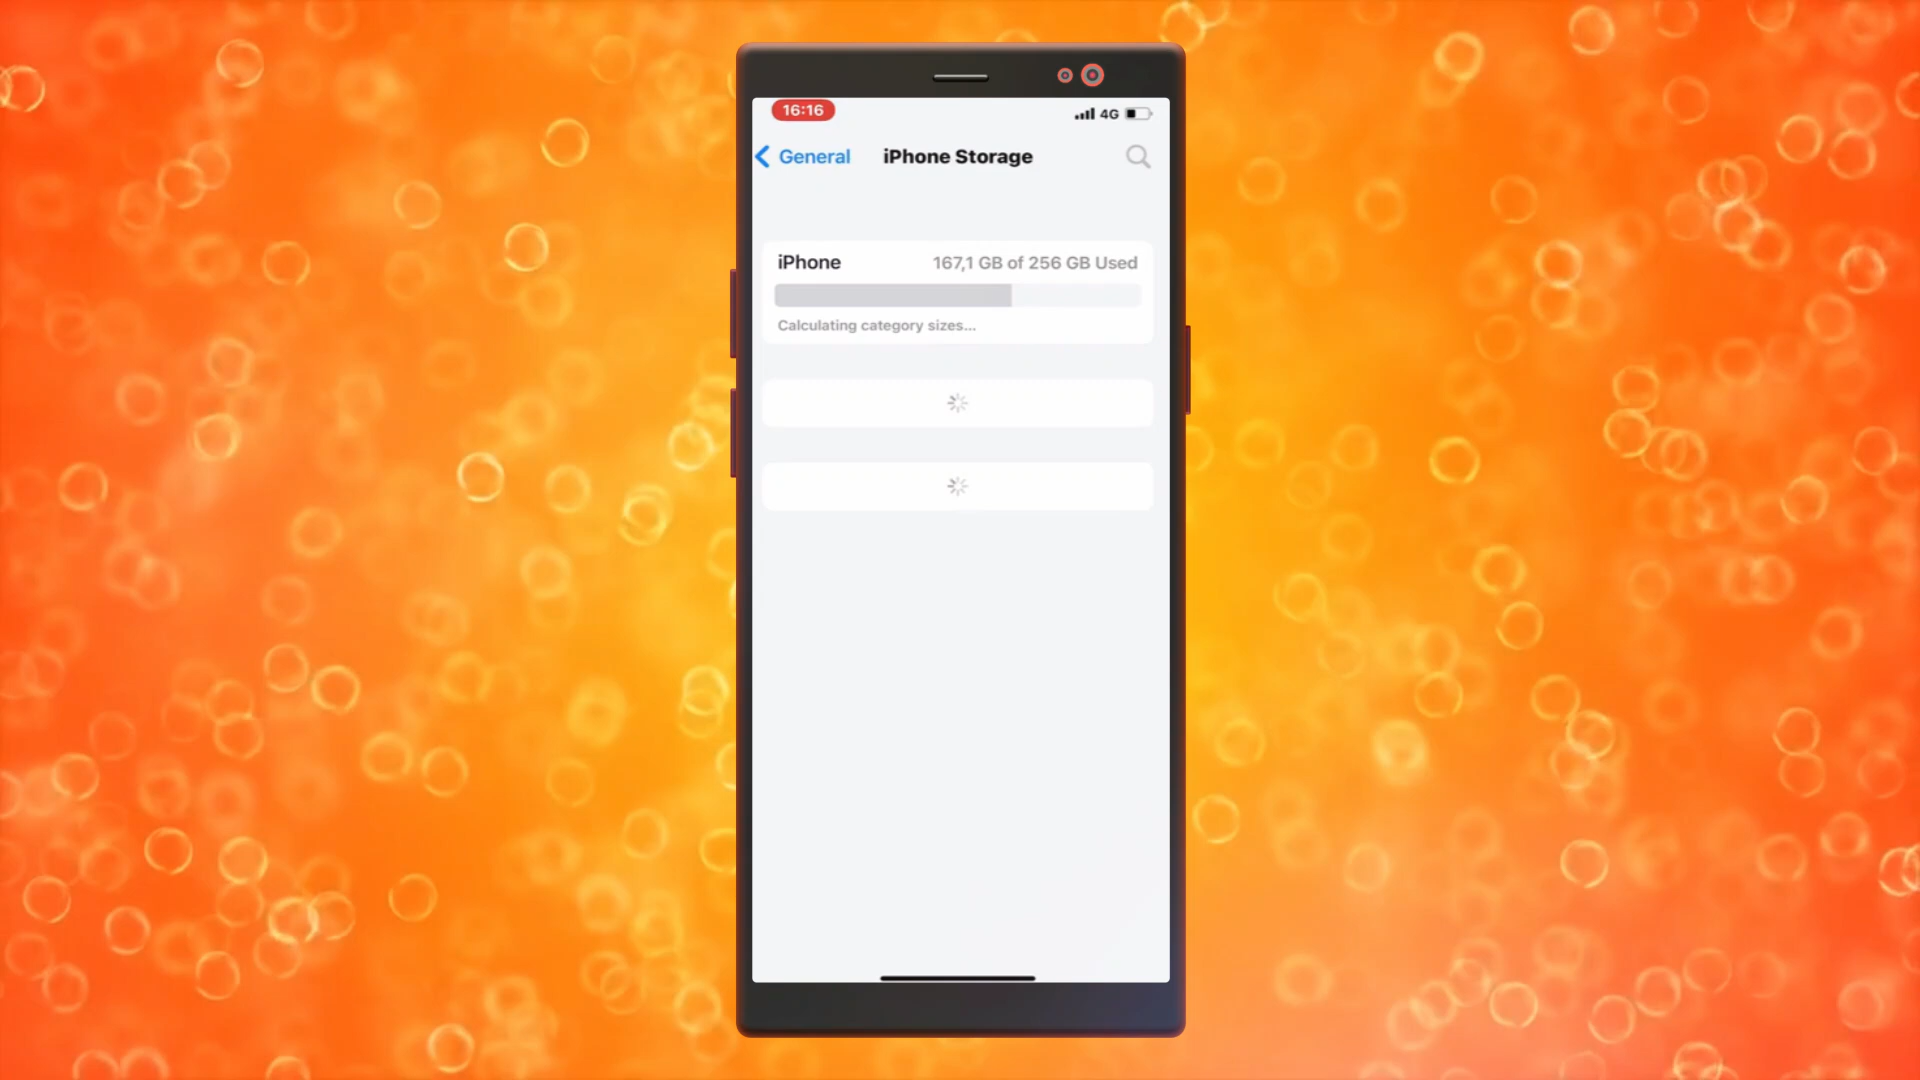 16:16
4G
General
iPhone Storage
iPhone
167,1 GB of 256 GB Used
Calculating category sizes...